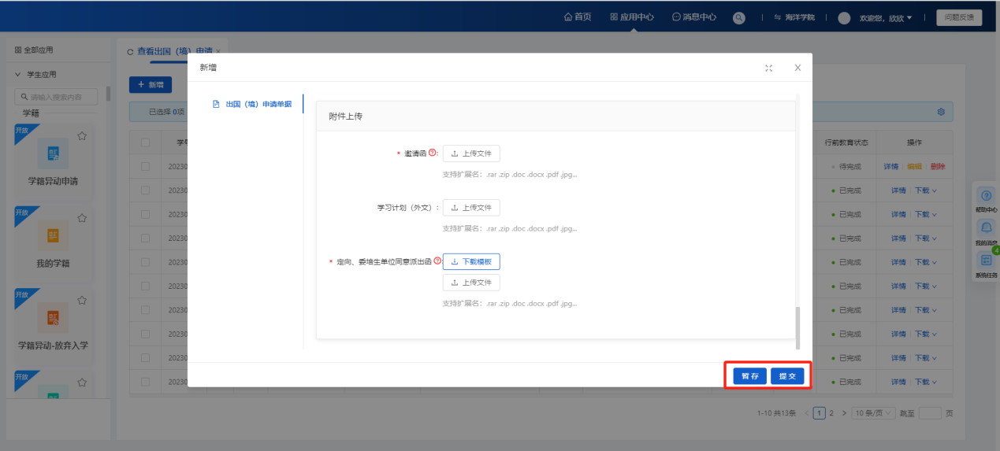 首页 应用中心 消息中心 海洋学院 欢迎您，欣欣 问题反馈
全部应用
查看出国（境）申请 ×
学生应用
+ 新增
请输入搜索内容
已选择 0项
学籍
开放
学籍异动申请
开放
我的学籍
开放
学籍异动-放弃入学
开放
新增
出国（境）申请单据
附件上传
* 邀请函 ?:
上传文件
支持扩展名：.rar .zip .doc .docx .pdf .jpg...
学习计划（外文）:
上传文件
支持扩展名：.rar .zip .doc .docx .pdf .jpg...
* 定向、委培生单位同意派出函 ?:
下载模板
上传文件
支持扩展名：.rar .zip .doc .docx .pdf .jpg...
暂存 提交
学号 行前教育状态 操作
20230 待完成 详情 编辑 删除
20230 已完成 详情 下载
20230 已完成 详情 下载
20230 已完成 详情 下载
20230 已完成 详情 下载
20230 已完成 详情 下载
20230 已完成 详情 下载
20230 已完成 详情 下载
20230 已完成 详情 下载
20230 已完成 详情 下载
1-10 共13条 < 1 2 > 10 条/页 跳至 页
帮助中心
我的消息
4
系统任务